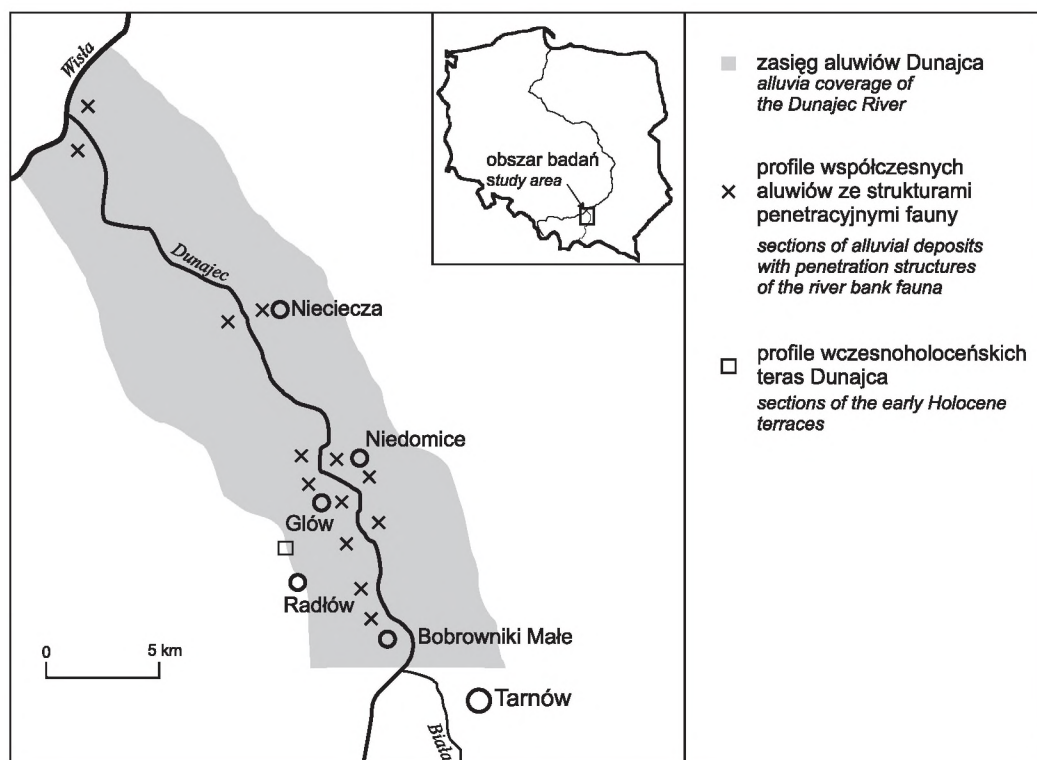 Wisła
Dunajec
Nieciecza
Niedomice
Glów
Radłów
Bobrowniki Małe
0 5 km
Tarnów
Biała
obszar badań
study area
zasięg aluwiów Dunajca
alluvia coverage of
the Dunajec River
profile współczesnych
aluwiów ze strukturami
penetracyjnymi fauny
sections of alluvial deposits
with penetration structures
of the river bank fauna
profile wczesnoholoceńskich
teras Dunajca
sections of the early Holocene
terraces